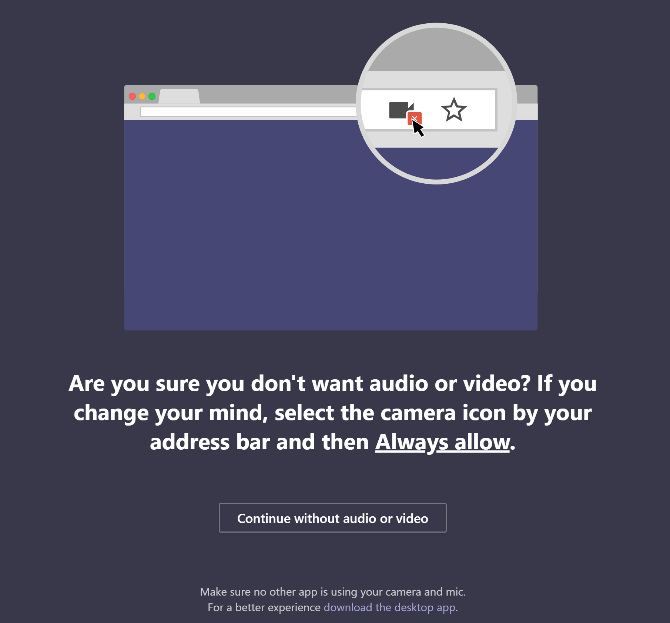 Are you sure you don't want audio or video? If you
change your mind, select the camera icon by your
address bar and then Always allow.
Continue without audio or video
Make sure no other app is using your camera and mic.
For a better experience download the desktop app.